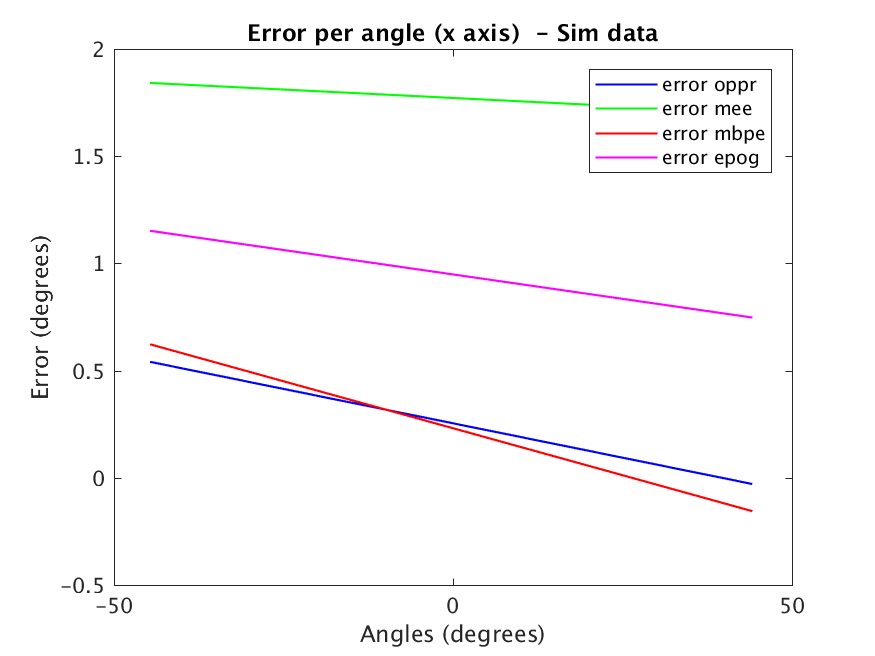 Error per angle (x axis) - Sim data
2
1.5
1
0.5
0
-0.5
-50
0
50
Error (degrees)
Angles (degrees)
error oppr
error mee
error mbpe
error epog